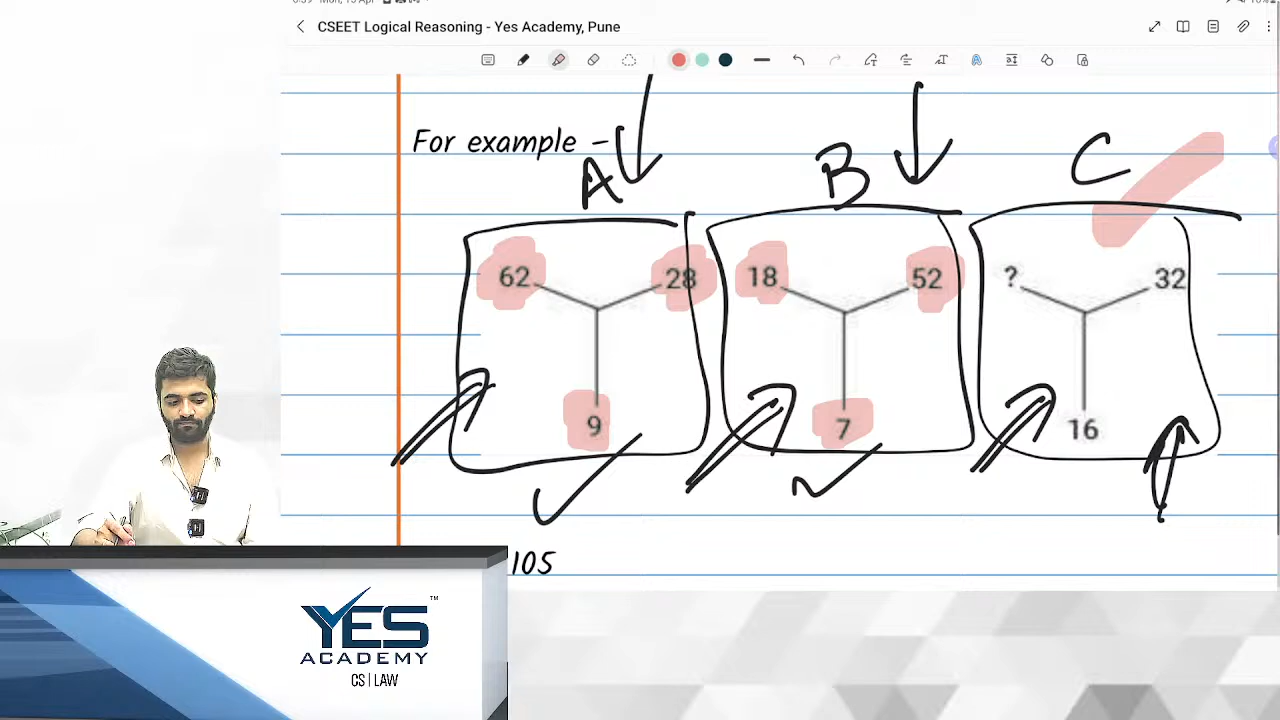 CSEET Logical Reasoning - Yes Academy, Pune
For example -
A B C
62 28 18 52 ? 32
9 7 16
105
YES™
ACADEMY
CS | LAW